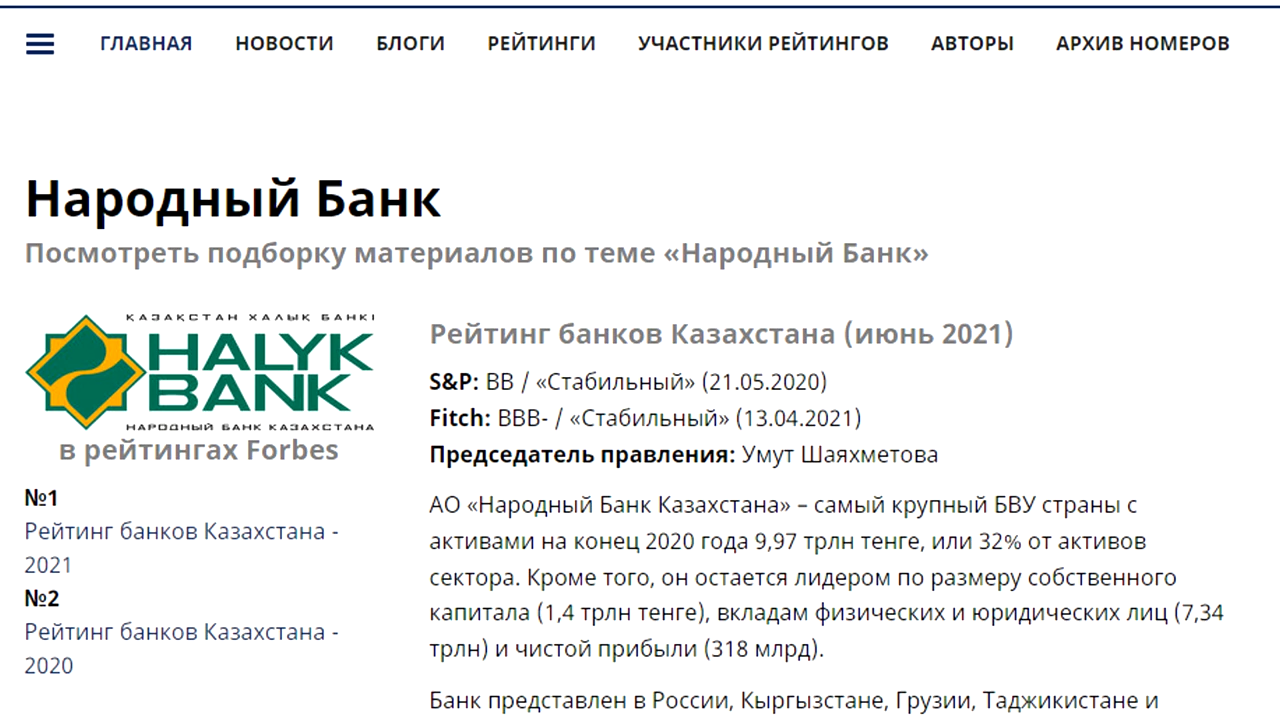 ГЛАВНАЯ НОВОСТИ БЛОГИ РЕЙТИНГИ УЧАСТНИКИ РЕЙТИНГОВ АВТОРЫ АРХИВ НОМЕРОВ
Народный Банк
Посмотреть подборку материалов по теме «Народный Банк»
ҚАЗАҚСТАН ХАЛЫҚ БАНКІ
HALYK
BANK
НАРОДНЫЙ БАНК КАЗАХСТАНА
в рейтингах Forbes
№1
Рейтинг банков Казахстана -
2021
№2
Рейтинг банков Казахстана -
2020
Рейтинг банков Казахстана (июнь 2021)
S&P: BB / «Стабильный» (21.05.2020)
Fitch: BBB- / «Стабильный» (13.04.2021)
Председатель правления: Умут Шаяхметова
АО «Народный Банк Казахстана» – самый крупный БВУ страны с
активами на конец 2020 года 9,97 трлн тенге, или 32% от активов
сектора. Кроме того, он остается лидером по размеру собственного
капитала (1,4 трлн тенге), вкладам физических и юридических лиц (7,34
трлн) и чистой прибыли (318 млрд).
Банк представлен в России, Кыргызстане, Грузии, Таджикистане и